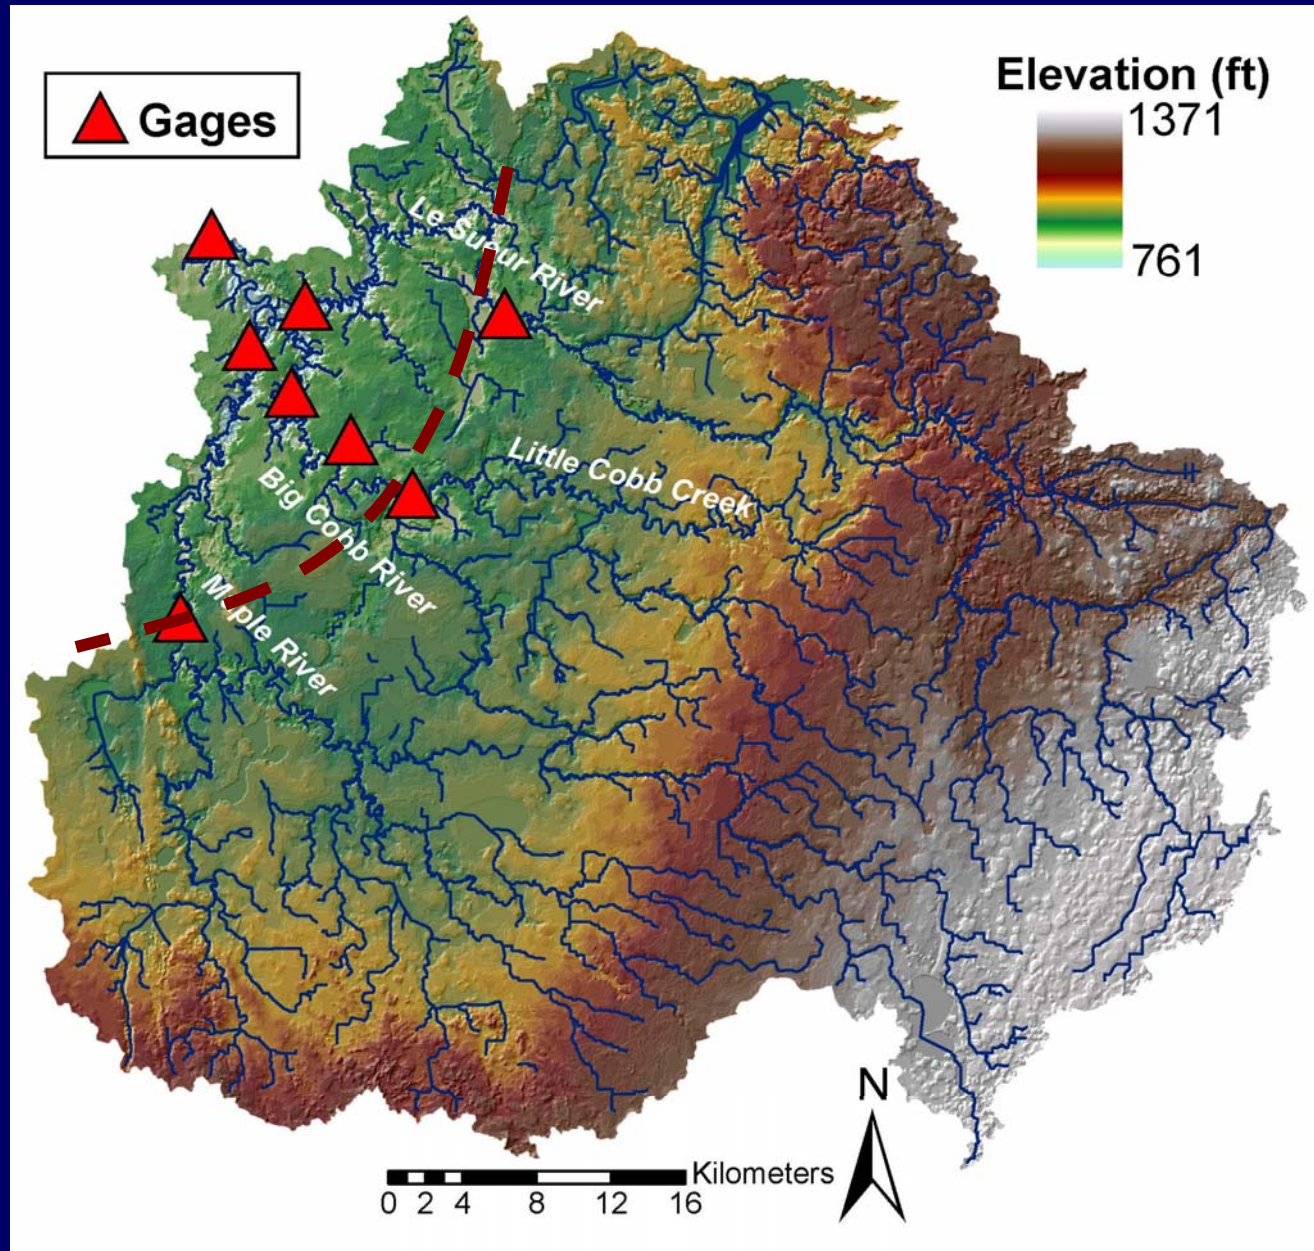 Gages
Elevation (ft)
1371
761
Le Sueur River
Little Cobb Creek
Big Cobb River
Maple River
N
Kilometers
0 2 4 8 12 16